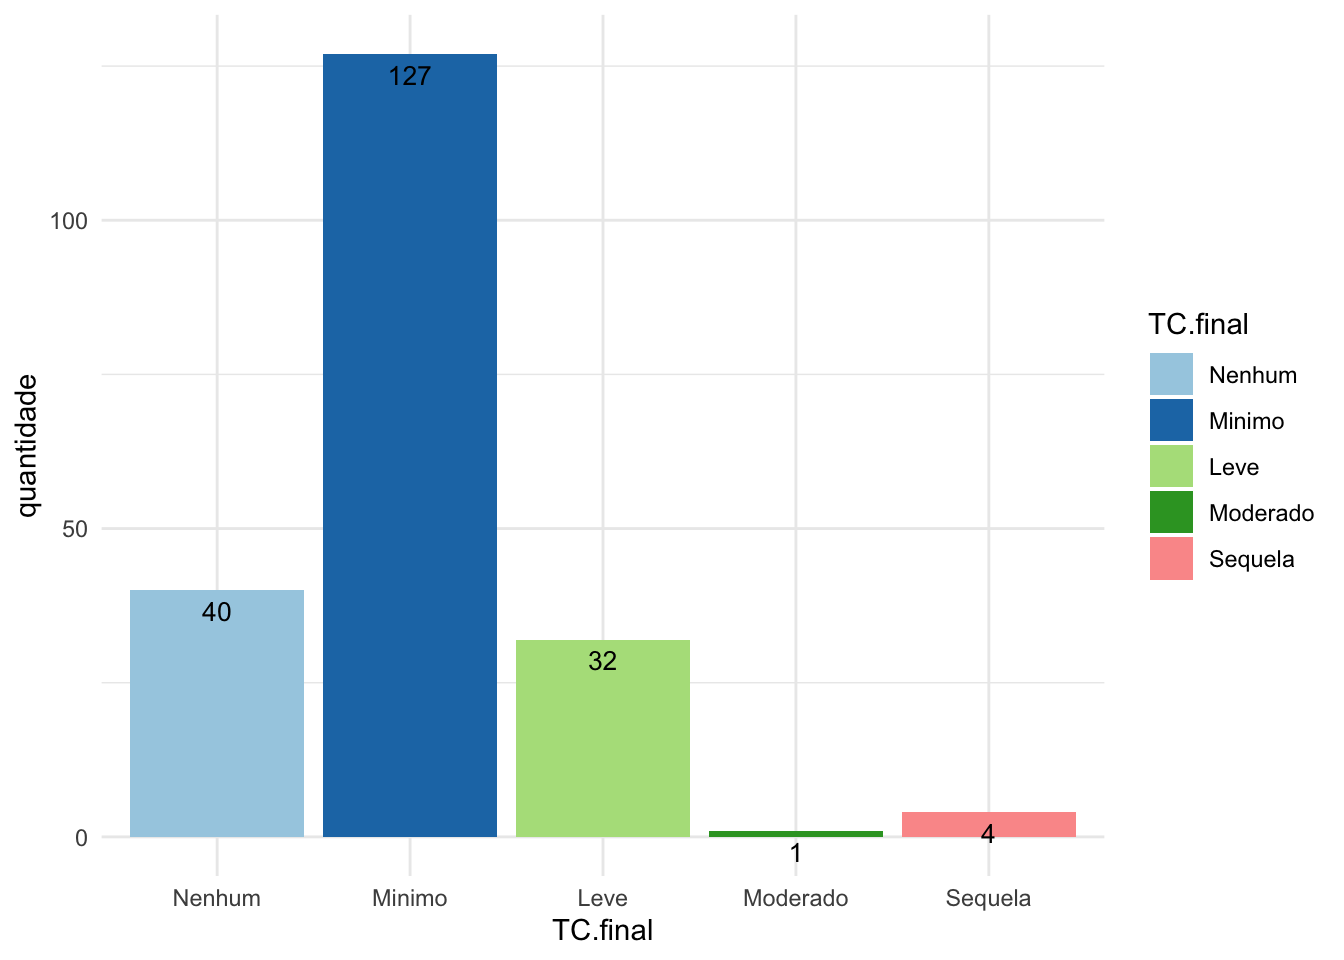 127
100
50
40
32
4
1
0
quantidade
Nenhum
Minimo
Leve
Moderado
Sequela
TC.final
TC.final
Nenhum
Minimo
Leve
Moderado
Sequela